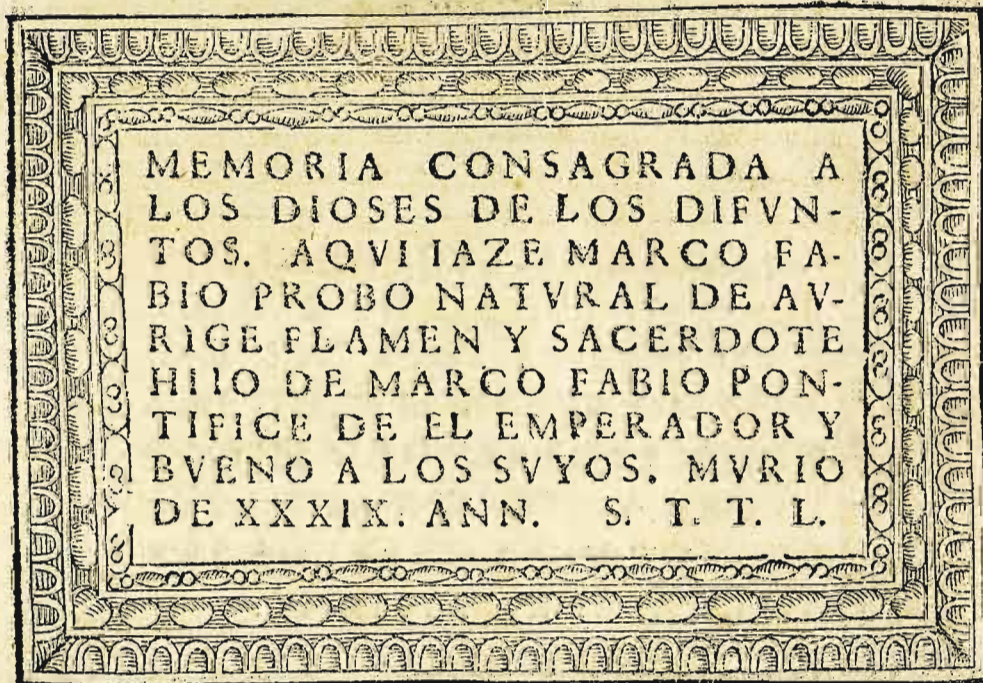 MEMORIA CONSAGRADA A
LOS DIOSES DE LOS DIFVN-
TOS. AQVI IAZE MARCO FA-
BIO PROBO NATVRAL DE AV-
RIGE FLAMEN Y SACERDOTE
HIIO DE MARCO FABIO PON-
TIFICE DE EL EMPERADOR Y
BVENO A LOS SVYOS. MVRIO
DE XXXIX. ANN. S. T. T. L.